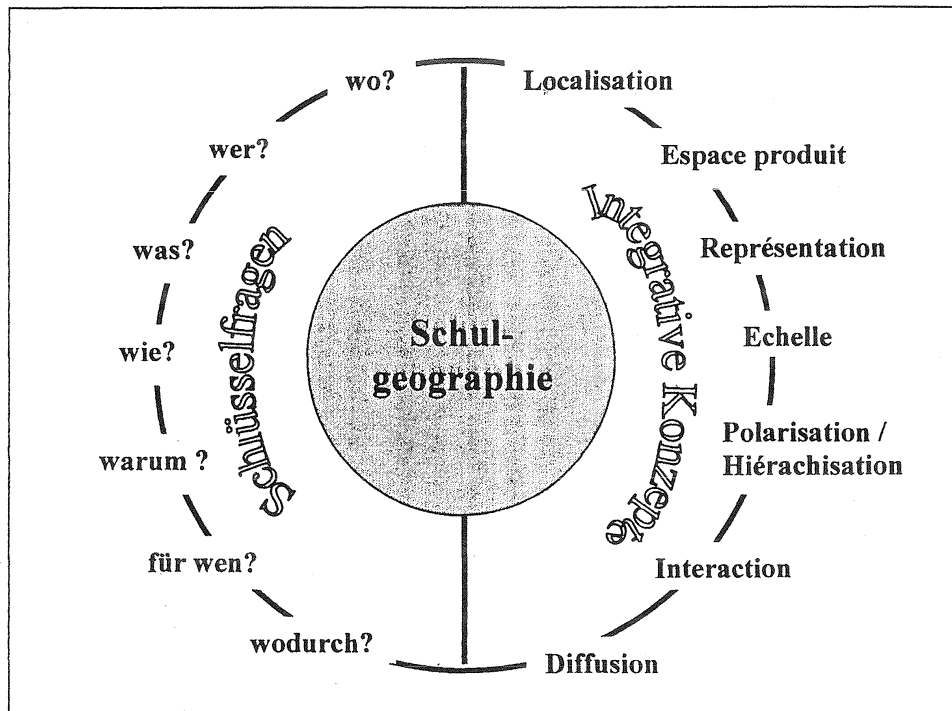 wo?
wer?
was?
wie?
warum ?
für wen?
wodurch?
Schlüsselfragen
Schul-
geographie
Integrative Konzepte
Localisation
Espace produit
Représentation
Echelle
Polarisation /
Hiérachisation
Interaction
Diffusion